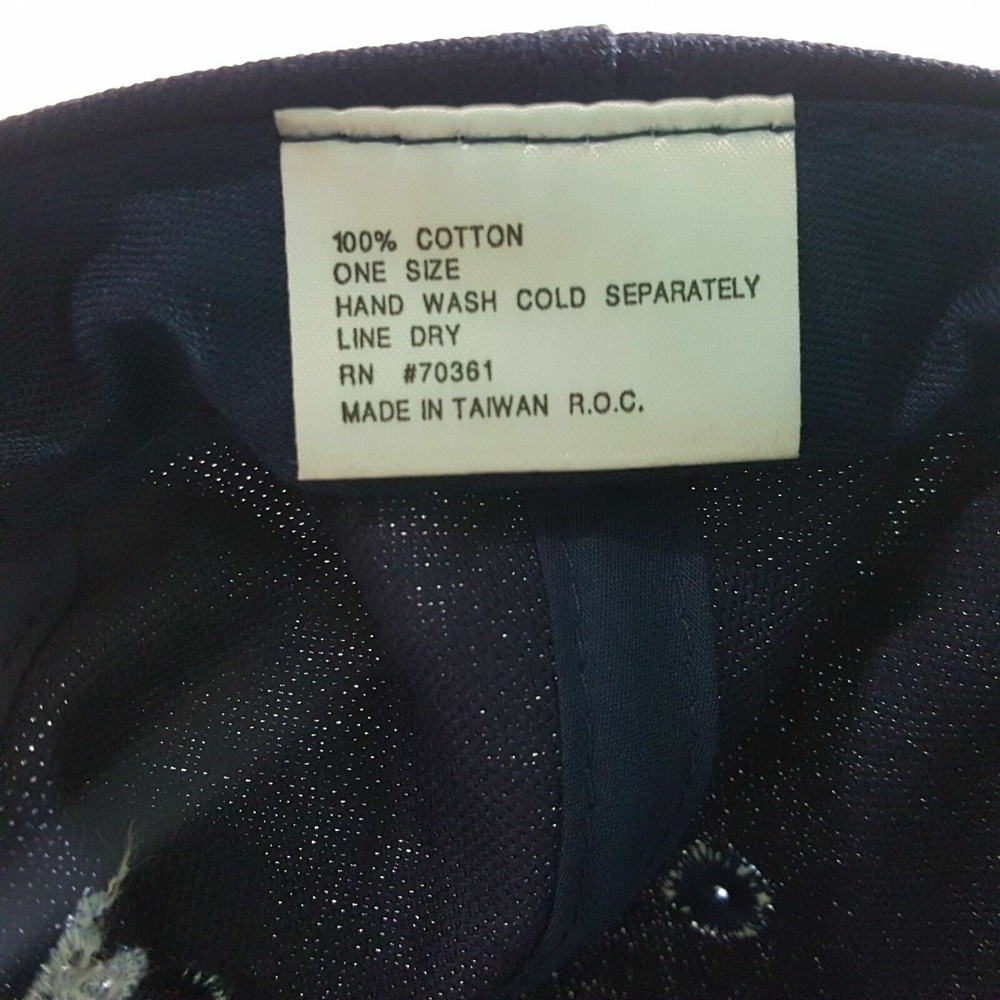 100% COTTON
ONE SIZE
HAND WASH COLD SEPARATELY
LINE DRY
RN #70361
MADE IN TAIWAN R.O.C.